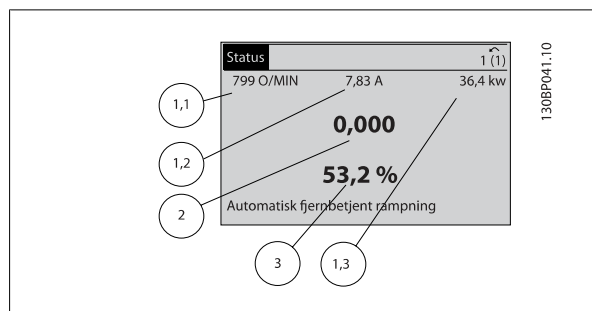 Status
1 (1)
799 O/MIN 7,83 A 36,4 kw
0,000
53,2 %
Automatisk fjernbetjent rampning
1,1
1,2
2
3
1,3
130BP041.10